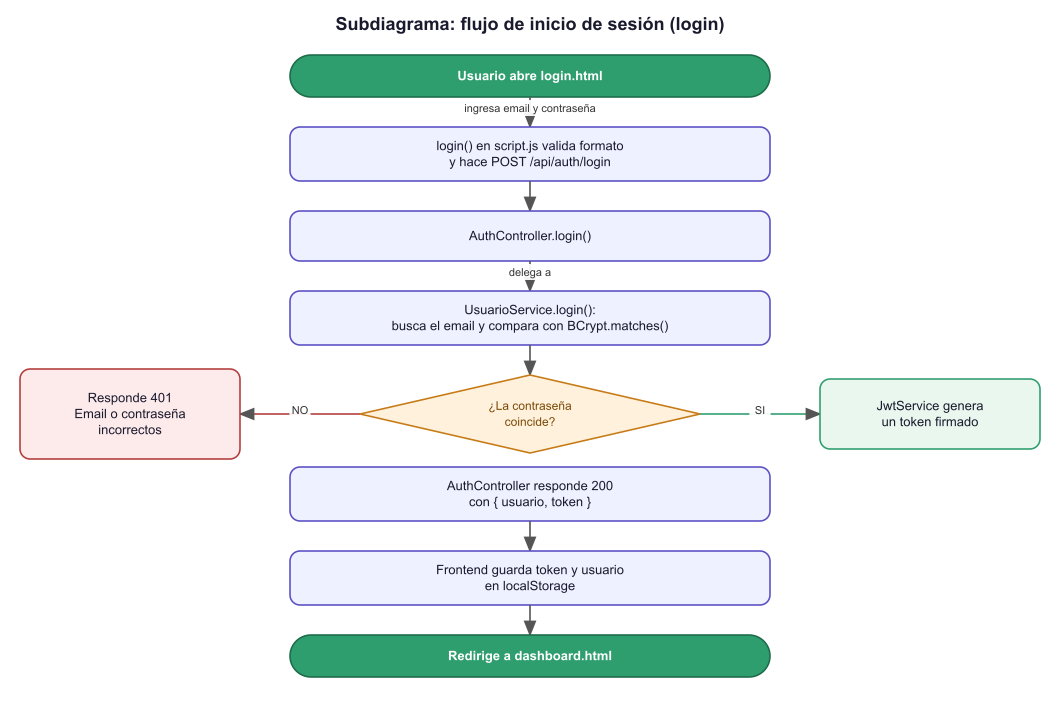 Subdiagrama: flujo de inicio de sesión (login)
Usuario abre login.html
ingresa email y contraseña
login() en script.js valida formato
y hace POST /api/auth/login
AuthController.login()
delega a
UsuarioService.login():
busca el email y compara con BCrypt.matches()
Responde 401
Email o contraseña
incorrectos
NO
¿La contraseña
coincide?
SI
JwtService genera
un token firmado
AuthController responde 200
con { usuario, token }
Frontend guarda token y usuario
en localStorage
Redirige a dashboard.html